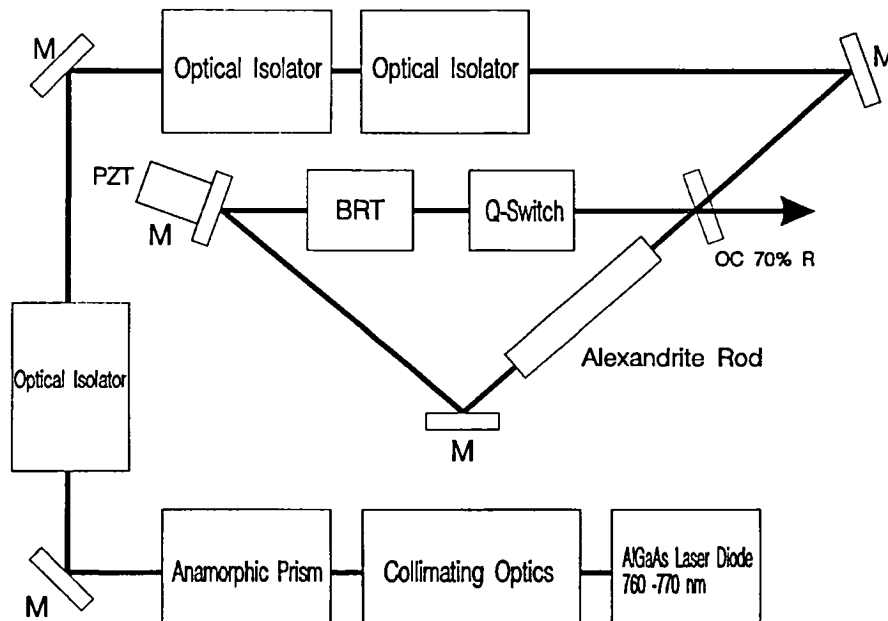 M
Optical Isolator
Optical Isolator
M
PZT
M
BRT
Q-Switch
OC 70% R
Alexandrite Rod
M
Optical Isolator
M
Anamorphic Prism
Collimating Optics
AlGaAs Laser Diode
760 -770 nm